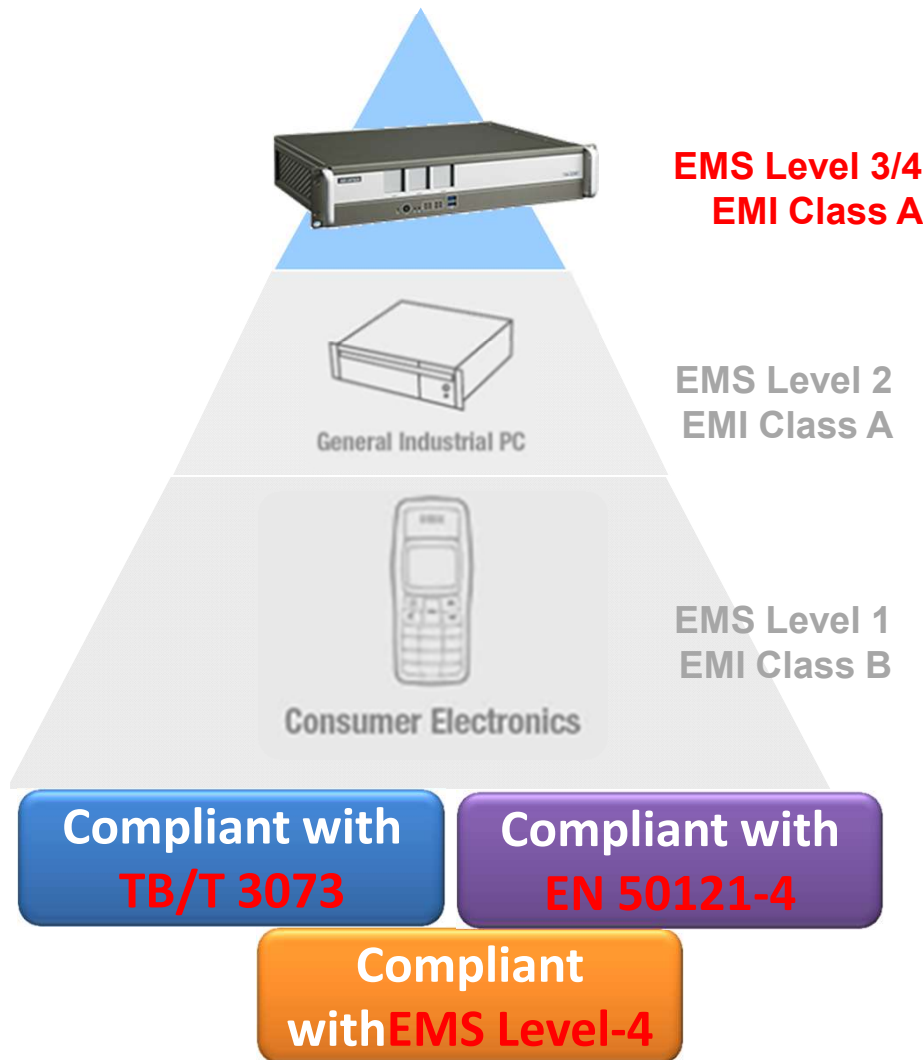 EMS Level 3/4
EMI Class A
EMS Level 2
EMI Class A
General Industrial PC
EMS Level 1
EMI Class B
Consumer Electronics
Compliant with
TB/T 3073
Compliant with
EN 50121-4
Compliant
withEMS Level-4